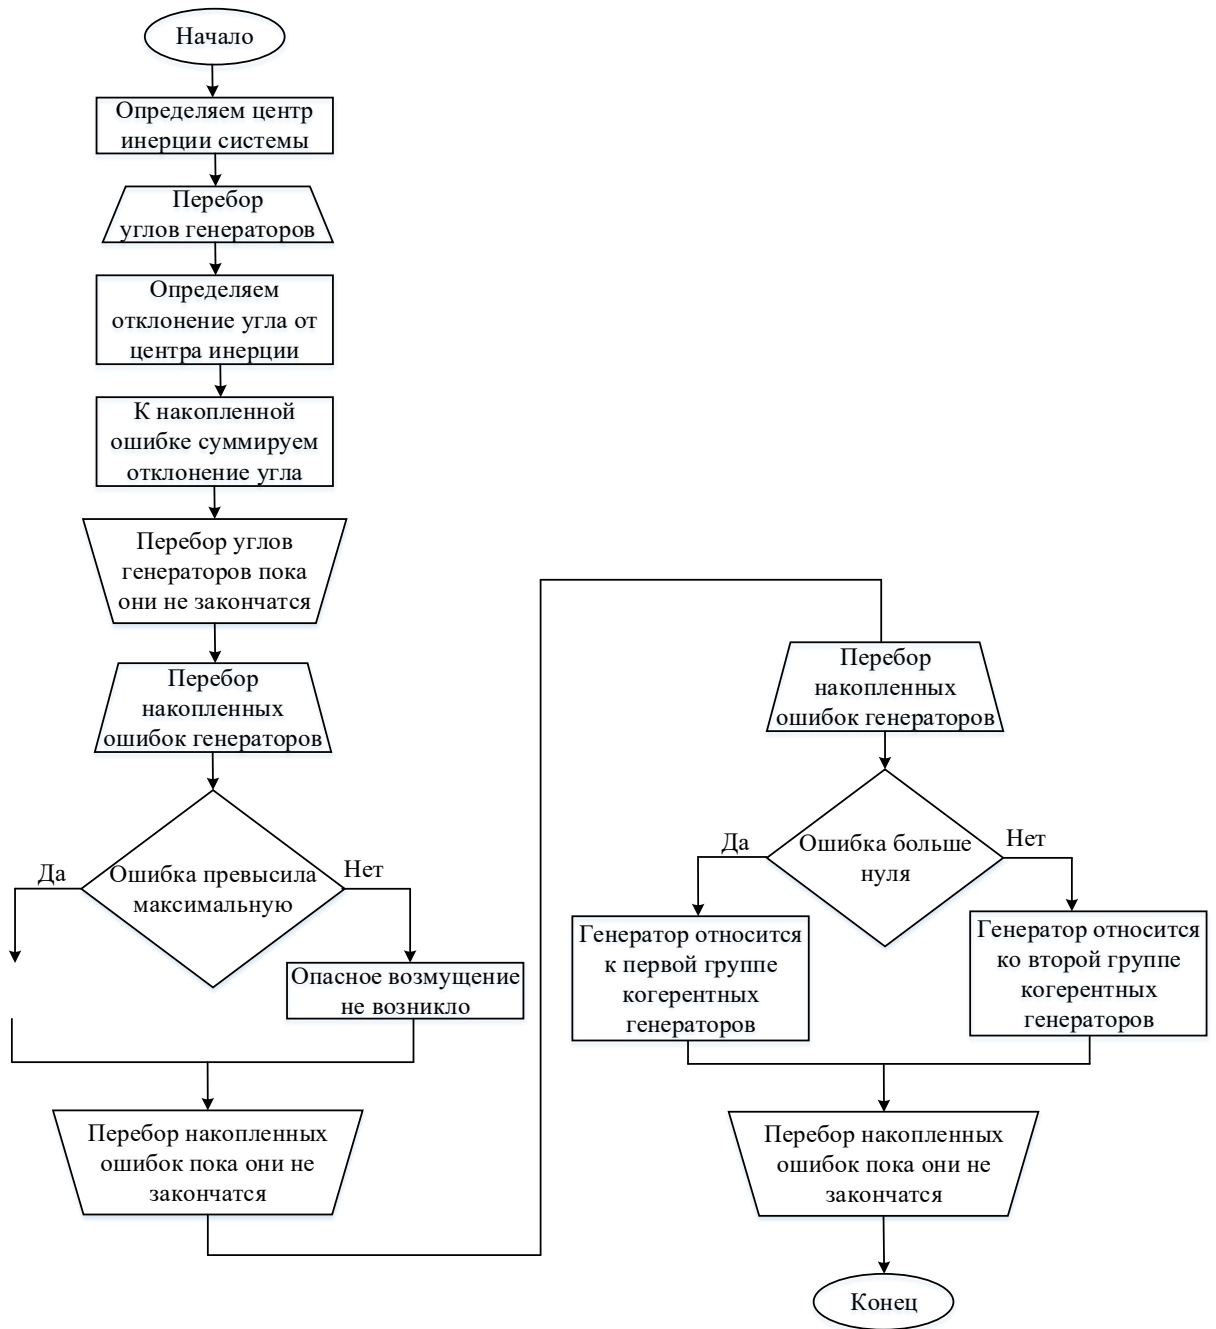 Начало
Определяем центр
инерции системы
Перебор
углов генераторов
Определяем
отклонение угла от
центра инерции
К накопленной
ошибке суммируем
отклонение угла
Перебор углов
генераторов пока
они не закончатся
Перебор
накопленных
ошибок генераторов
Ошибка превысила
максимальную
Да
Нет
Опасное возмущение
не возникло
Перебор накопленных
ошибок пока они не
закончатся
Перебор
накопленных
ошибок генераторов
Ошибка больше
нуля
Да
Нет
Генератор относится
к первой группе
когерентных
генераторов
Генератор относится
ко второй группе
когерентных
генераторов
Перебор накопленных
ошибок пока они не
закончатся
Конец